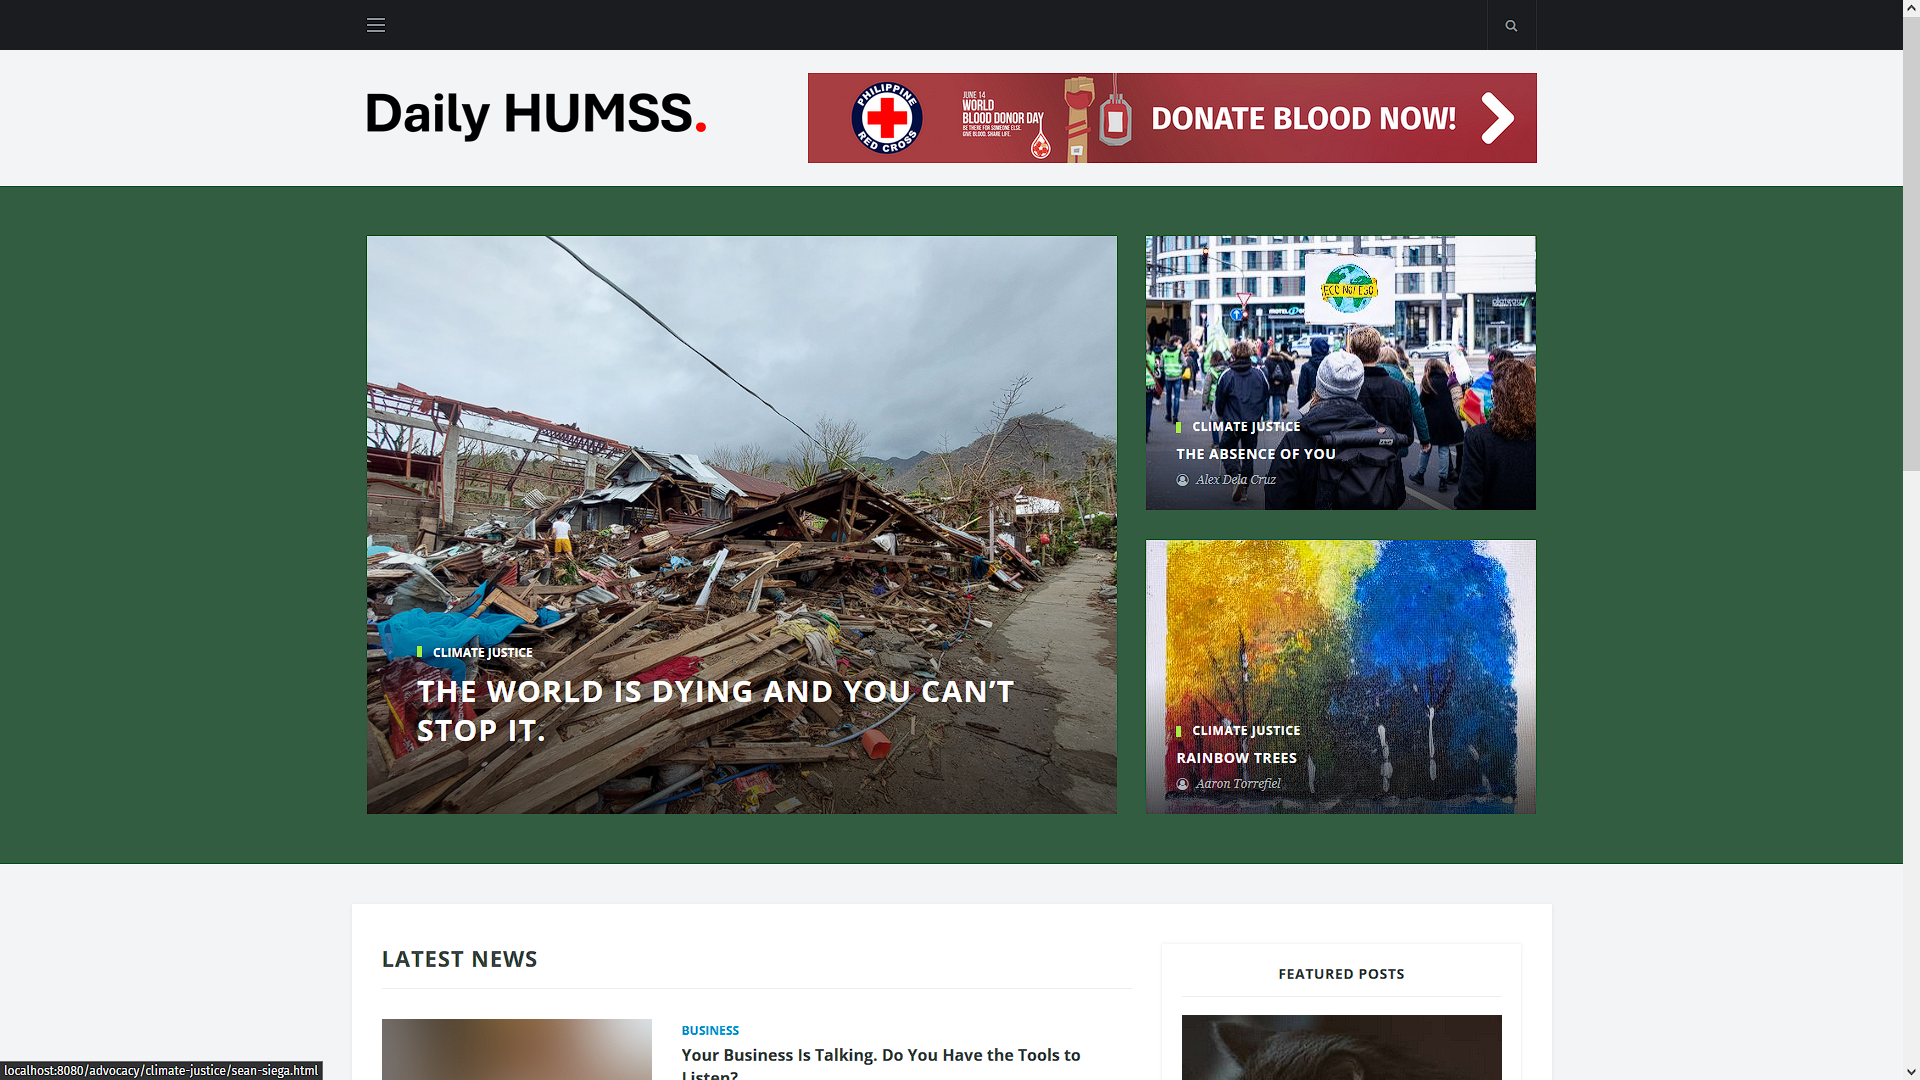 Daily HUMSS.
PHILIPPINE
RED CROSS
JUNE 14
WORLD
BLOOD DONOR DAY
BE THERE FOR SOMEONE ELSE.
GIVE BLOOD. SHARE LIFE.
DONATE BLOOD NOW!
ECO NOT EGO
CLIMATE JUSTICE
THE ABSENCE OF YOU
Alex Dela Cruz
CLIMATE JUSTICE
THE WORLD IS DYING AND YOU CAN’T
STOP IT.
CLIMATE JUSTICE
RAINBOW TREES
Aaron Torrefiel
LATEST NEWS
FEATURED POSTS
BUSINESS
Your Business Is Talking. Do You Have the Tools to
Listen?
localhost:8080/advocacy/climate-justice/sean-siega.html